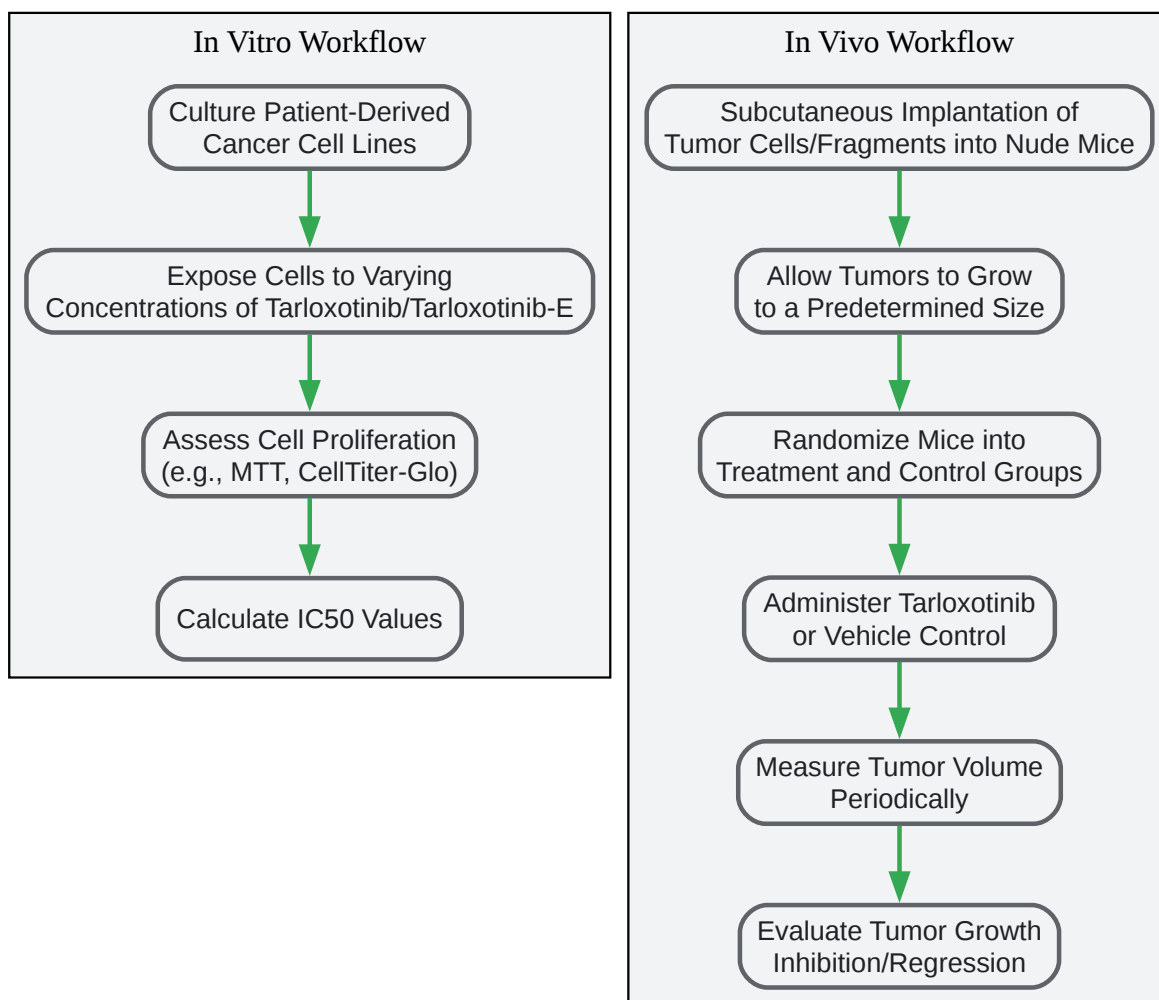 In Vitro Workflow
Culture Patient-Derived
Cancer Cell Lines
Expose Cells to Varying
Concentrations of Tarloxotinib/Tarloxotinib-E
Assess Cell Proliferation
(e.g., MTT, CellTiter-Glo)
Calculate IC50 Values
In Vivo Workflow
Subcutaneous Implantation of
Tumor Cells/Fragments into Nude Mice
Allow Tumors to Grow
to a Predetermined Size
Randomize Mice into
Treatment and Control Groups
Administer Tarloxotinib
or Vehicle Control
Measure Tumor Volume
Periodically
Evaluate Tumor Growth
Inhibition/Regression